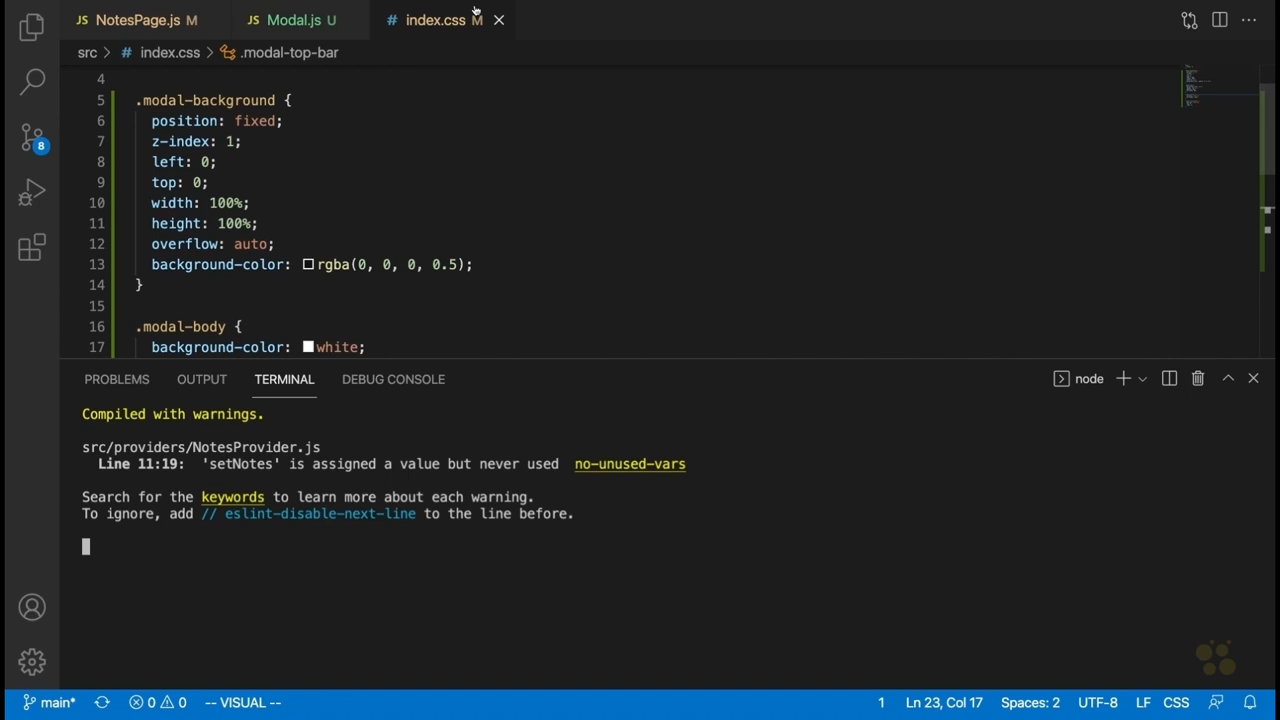 JS NotesPage.js M
JS Modal.js U
# index.css M
src > # index.css > .modal-top-bar
4
5 .modal-background {
6 position: fixed;
7 z-index: 1;
8 left: 0;
9 top: 0;
10 width: 100%;
11 height: 100%;
12 overflow: auto;
13 background-color: rgba(0, 0, 0, 0.5);
14 }
15
16 .modal-body {
17 background-color: white;
PROBLEMS OUTPUT TERMINAL DEBUG CONSOLE
node
Compiled with warnings.
src/providers/NotesProvider.js
Line 11:19: 'setNotes' is assigned a value but never used no-unused-vars
Search for the keywords to learn more about each warning.
To ignore, add // eslint-disable-next-line to the line before.
8
main* 0 0 -- VISUAL -- 1 Ln 23, Col 17 Spaces: 2 UTF-8 LF CSS